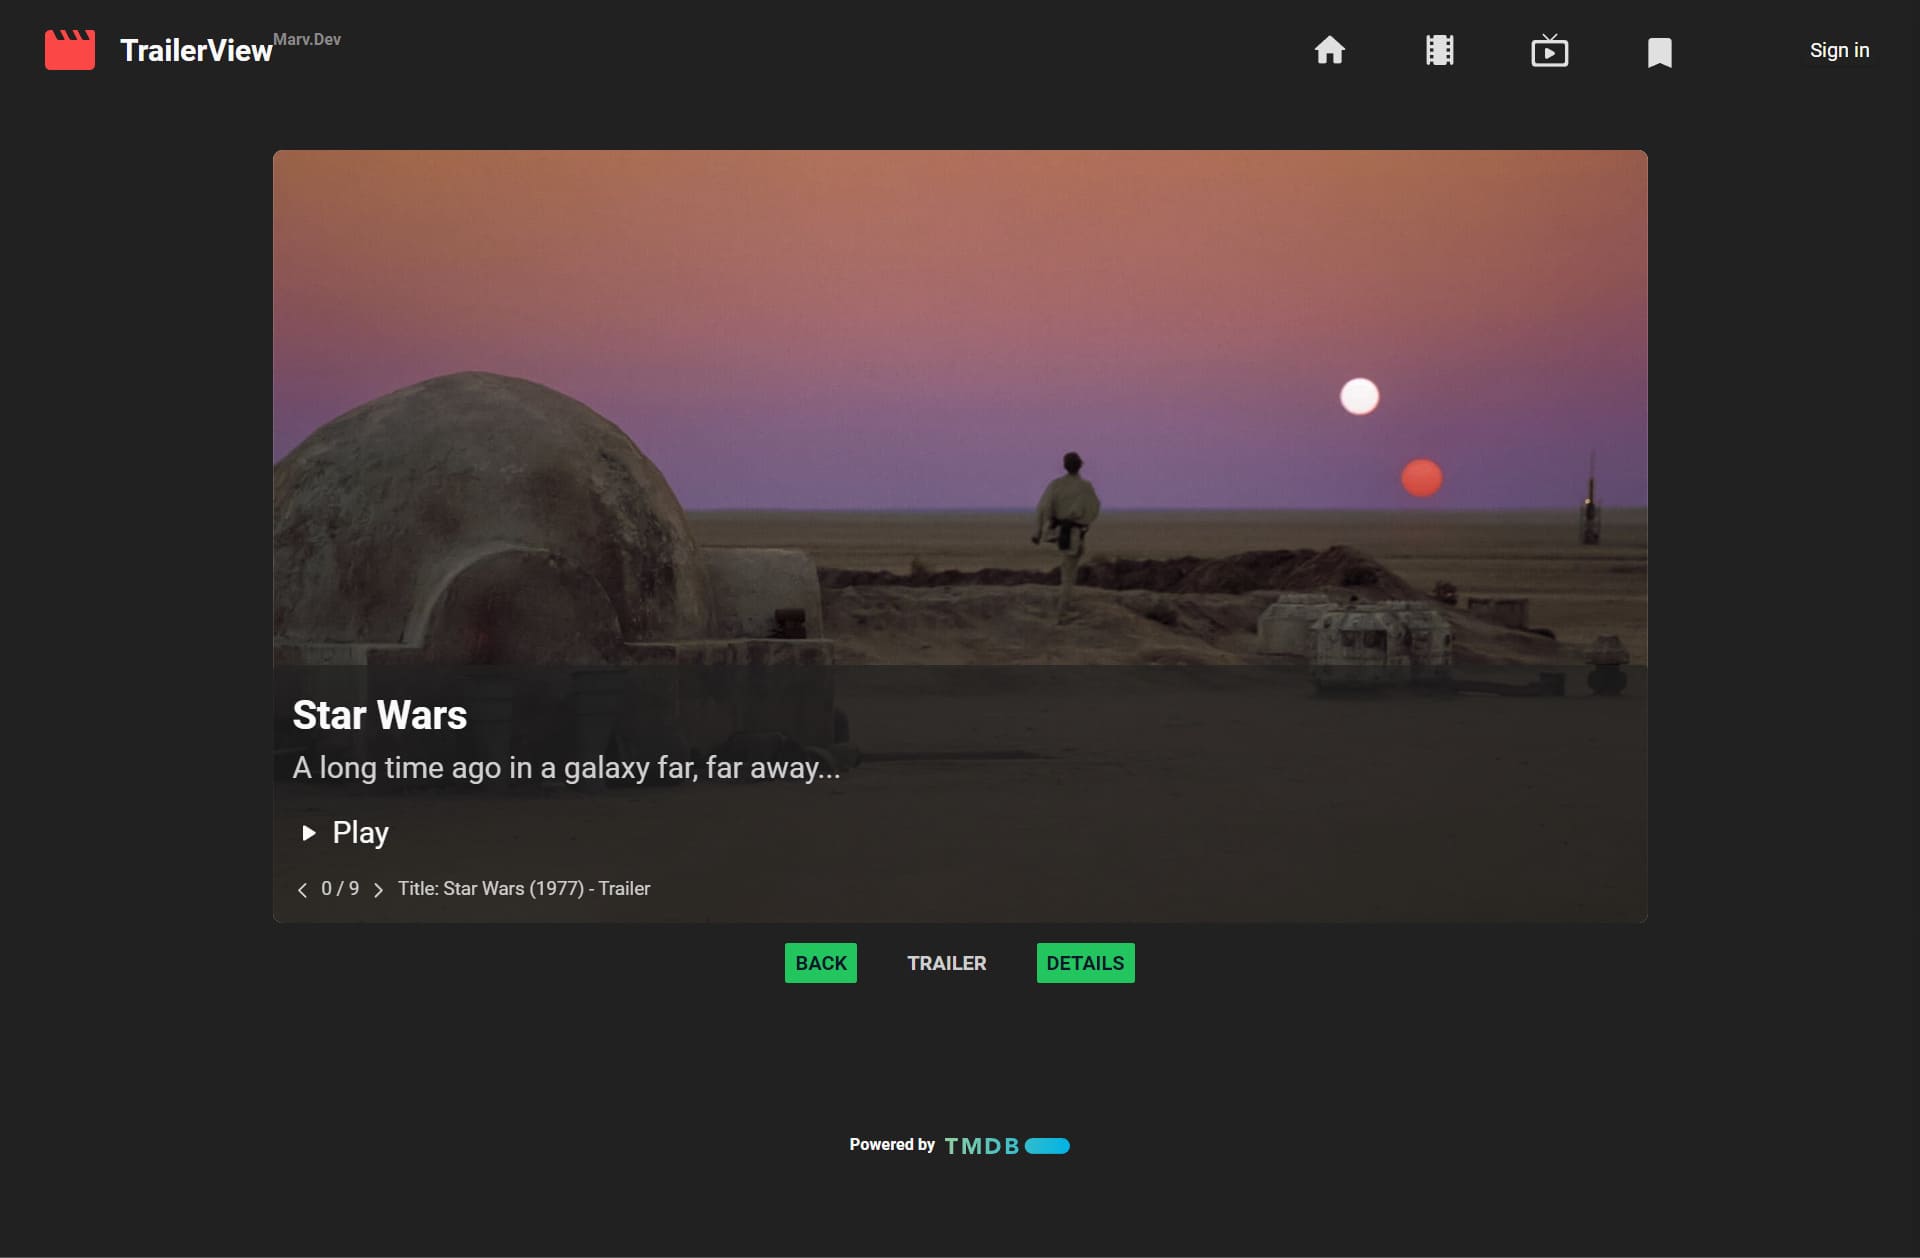 TrailerView Marv.Dev
Sign in
Star Wars
A long time ago in a galaxy far, far away...
Play
0 / 9 Title: Star Wars (1977) - Trailer
BACK TRAILER DETAILS
Powered by TMDB